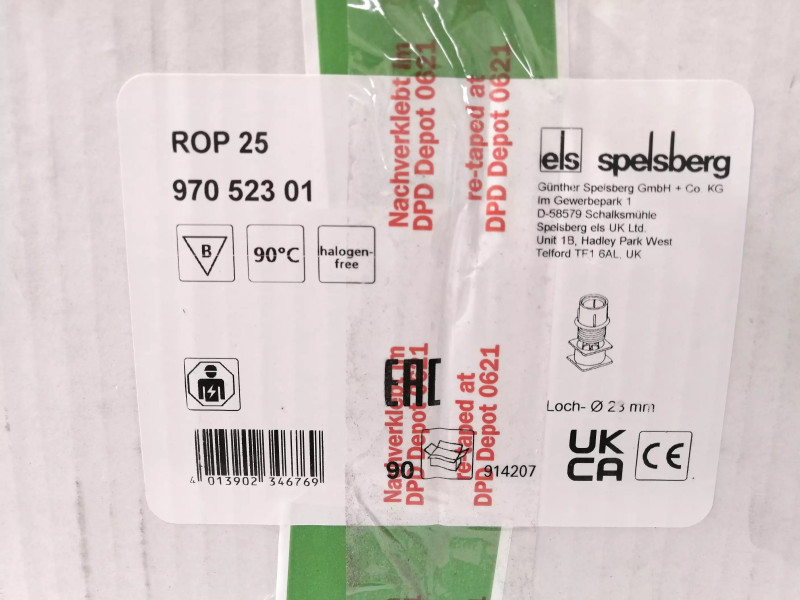 ROP 25
970 523 01
B
90°C
halogen-
free
els spelsberg
Günther Spelsberg GmbH + Co. KG
Im Gewerbepark 1
D-58579 Schalksmühle
Spelsberg els UK Ltd.
Unit 1B, Hadley Park West
Telford TF1 6AL, UK
Nachverklebt im
DPD Depot 0621
re-taped at
DPD Depot 0621
Nachverklebt im
DPD Depot 0621
re-taped at
DPD Depot 0621
EAC
Loch- Ø 23 mm
UK
CA
CE
90
914207
4 013902 346769